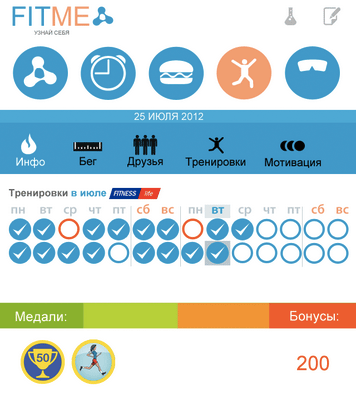 FITME
УЗНАЙ СЕБЯ
25 ИЮЛЯ 2012
Инфо Бег Друзья Тренировки Мотивация
Тренировки в июле FITNESS life
пн вт ср чт пт сб вс пн вт ср чт пт сб вс
Медали: Бонусы:
50
200